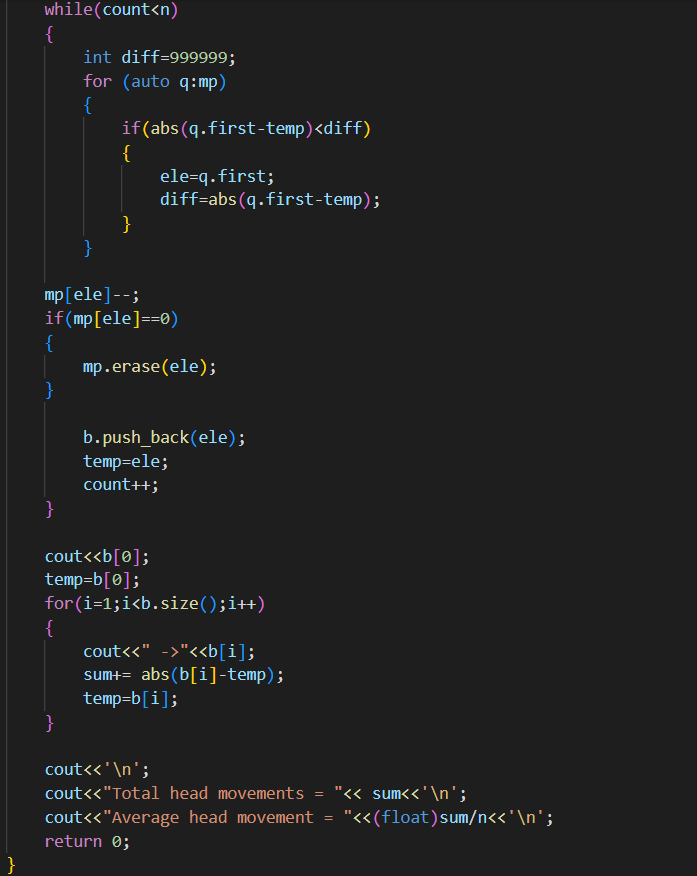 while(count<n)
{
int diff=999999;
for (auto q:mp)
{
if(abs(q.first-temp)<diff)
{
ele=q.first;
diff=abs(q.first-temp);
}
}
mp[ele]--;
if(mp[ele]==0)
{
mp.erase(ele);
}
b.push_back(ele);
temp=ele;
count++;
}
cout<<b[0];
temp=b[0];
for(i=1;i<b.size();i++)
{
cout<<" ->"<<b[i];
sum+= abs(b[i]-temp);
temp=b[i];
}
cout<<'\n';
cout<<"Total head movements = "<< sum<<'\n';
cout<<"Average head movement = "<<(float)sum/n<<'\n';
return 0;
}